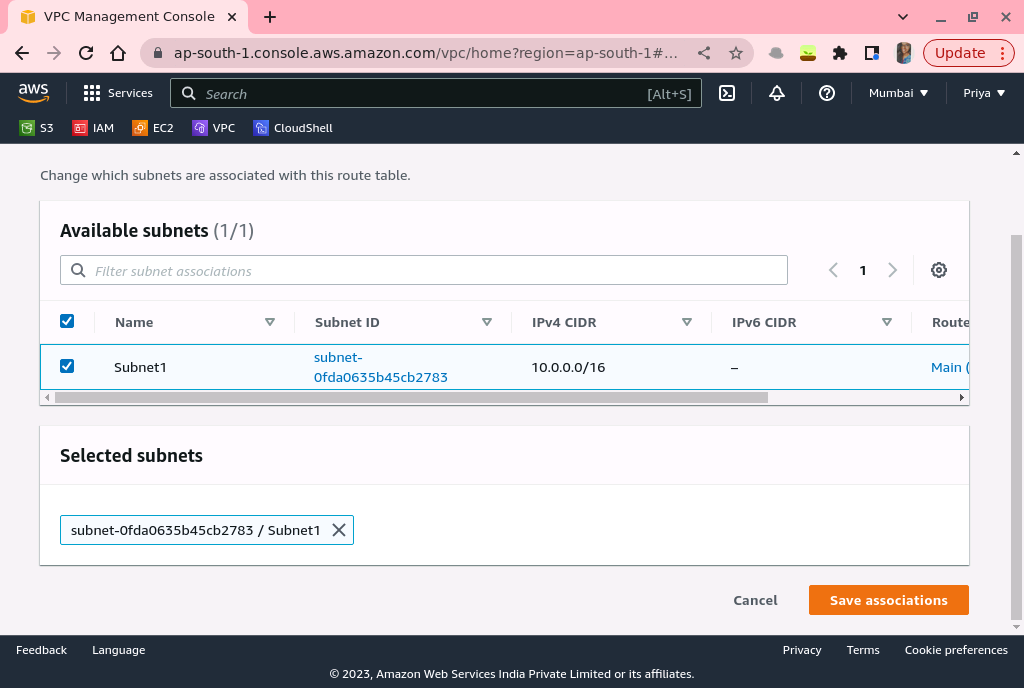 VPC Management Console
ap-south-1.console.aws.amazon.com/vpc/home?region=ap-south-1#...
Update
aws
Services
Search
[Alt+S]
Mumbai
Priya
S3
IAM
EC2
VPC
CloudShell
Change which subnets are associated with this route table.
Available subnets (1/1)
Filter subnet associations
1
Name
Subnet ID
IPv4 CIDR
IPv6 CIDR
Route
Subnet1
subnet-
0fda0635b45cb2783
10.0.0.0/16
–
Main (
Selected subnets
subnet-0fda0635b45cb2783 / Subnet1
Cancel
Save associations
Feedback
Language
Privacy
Terms
Cookie preferences
© 2023, Amazon Web Services India Private Limited or its affiliates.